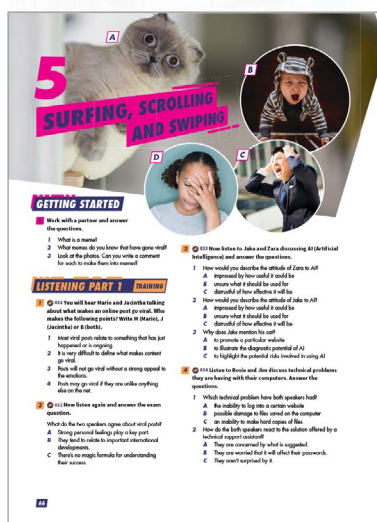 A
B
5
SURFING, SCROLLING
AND SWIPING
D
C
GETTING STARTED
1 Work with a partner and answer
the questions.
1 What is a meme?
2 What memes do you know that have gone viral?
3 Look at the photos. Can you write a comment
for each to make them into memes?
LISTENING PART 1 TRAINING
1 032 You will hear Mario and Jacintha talking
about what makes an online post go viral. Who
makes the following points? Write M (Mario), J
(Jacintha) or B (both).
1 Most viral posts relate to something that has just
happened or is ongoing.
2 It is very difficult to define what makes content
go viral.
3 Posts will not go viral without a strong appeal to
the emotions.
4 Posts may go viral if they are unlike anything
else on the net.
2 032 Now listen again and answer the exam
question.
What do the two speakers agree about viral posts?
A Strong personal feelings play a key part.
B They tend to relate to important international
developments.
C There's no magic formula for understanding
their success.
3 033 Now listen to Jake and Zara discussing AI (Artificial
Intelligence) and answer the questions.
1 How would you describe the attitude of Zara to AI?
A impressed by how useful it could be
B unsure what it should be used for
C distrustful of how effective it will be
2 How would you describe the attitude of Jake to AI?
A impressed by how useful it could be
B unsure what it should be used for
C distrustful of how effective it will be
3 Why does Jake mention his cat?
A to promote a particular website
B to illustrate the diagnostic potential of AI
C to highlight the potential risks involved in using AI
4 034 Listen to Rosie and Jim discuss technical problems
they are having with their computers. Answer the
questions.
1 Which technical problem have both speakers had?
A the inability to log into a certain website
B possible damage to files saved on the computer
C an inability to make hard copies of files
2 How do the both speakers react to the solution offered by a
technical support assistant?
A They are concerned by what is suggested.
B They are worried that it will affect their passwords.
C They aren't surprised by it.
66